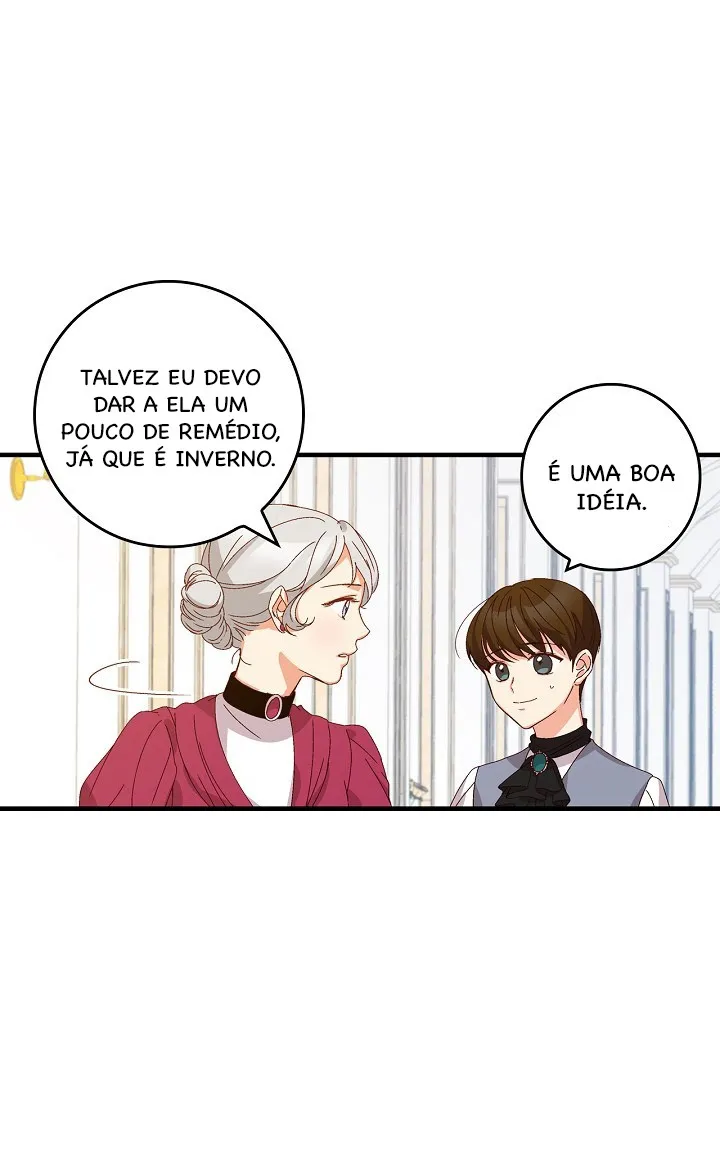 TALVEZ EU DEVO
DAR A ELA UM
POUCO DE REMÉDIO,
JÁ QUE É INVERNO.
É UMA BOA
IDÉIA.